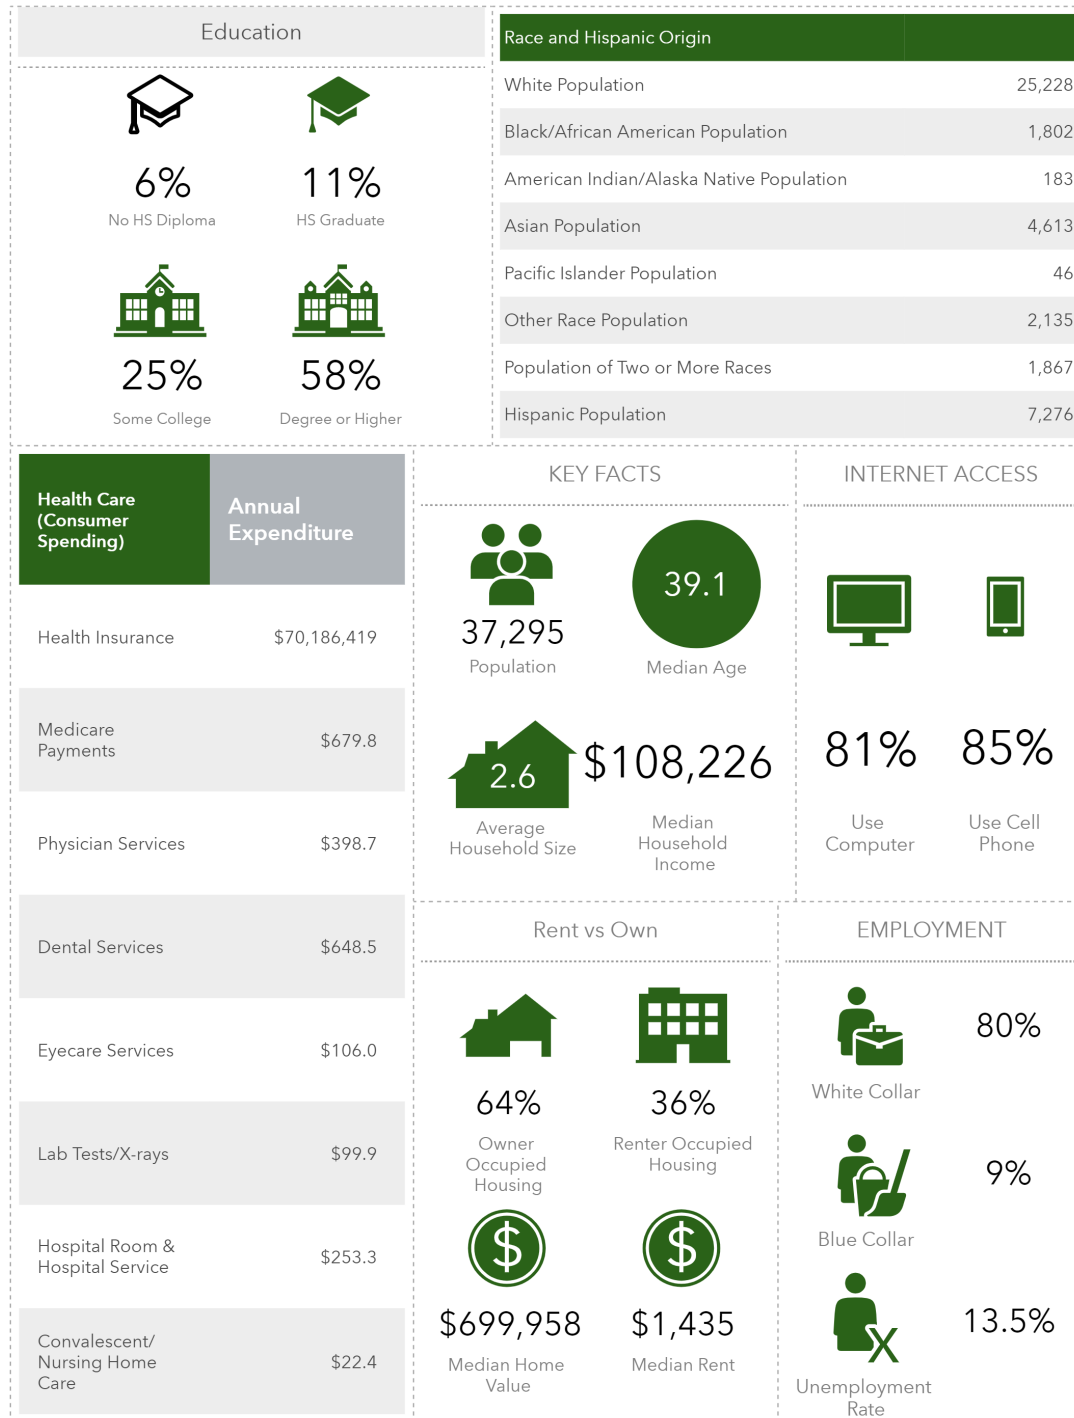 Education
6%
No HS Diploma
11%
HS Graduate
25%
Some College
58%
Degree or Higher
Race and Hispanic Origin
White Population 25,228
Black/African American Population 1,802
American Indian/Alaska Native Population 183
Asian Population 4,613
Pacific Islander Population 46
Other Race Population 2,135
Population of Two or More Races 1,867
Hispanic Population 7,276
Health Care
(Consumer
Spending)
Annual
Expenditure
Health Insurance $70,186,419
Medicare
Payments
$679.8
Physician Services $398.7
Dental Services $648.5
Eyecare Services $106.0
Lab Tests/X-rays $99.9
Hospital Room &
Hospital Service
$253.3
Convalescent/
Nursing Home
Care
$22.4
KEY FACTS
37,295
Population
39.1
Median Age
2.6
Average
Household Size
$108,226
Median
Household
Income
INTERNET ACCESS
81%
Use
Computer
85%
Use Cell
Phone
Rent vs Own
64%
Owner
Occupied
Housing
36%
Renter Occupied
Housing
$
$699,958
Median Home
Value
$
$1,435
Median Rent
EMPLOYMENT
80%
White Collar
9%
Blue Collar
X
13.5%
Unemployment
Rate